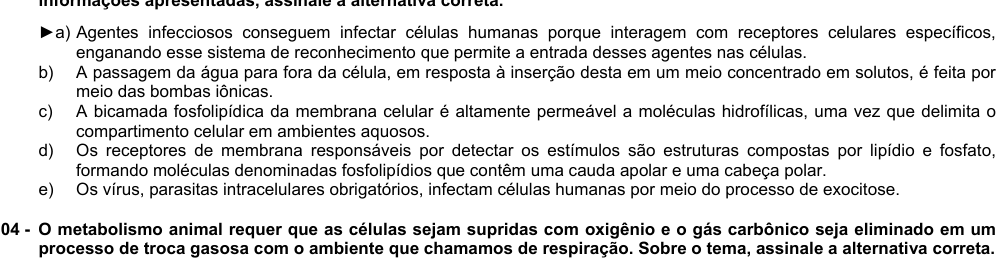 informações apresentadas, assinale a alternativa correta.
►a) Agentes infecciosos conseguem infectar células humanas porque interagem com receptores celulares específicos,
enganando esse sistema de reconhecimento que permite a entrada desses agentes nas células.
b) A passagem da água para fora da célula, em resposta à inserção desta em um meio concentrado em solutos, é feita por
meio das bombas iônicas.
c) A bicamada fosfolipídica da membrana celular é altamente permeável a moléculas hidrofílicas, uma vez que delimita o
compartimento celular em ambientes aquosos.
d) Os receptores de membrana responsáveis por detectar os estímulos são estruturas compostas por lipídio e fosfato,
formando moléculas denominadas fosfolipídios que contêm uma cauda apolar e uma cabeça polar.
e) Os vírus, parasitas intracelulares obrigatórios, infectam células humanas por meio do processo de exocitose.
04 - O metabolismo animal requer que as células sejam supridas com oxigênio e o gás carbônico seja eliminado em um
processo de troca gasosa com o ambiente que chamamos de respiração. Sobre o tema, assinale a alternativa correta.